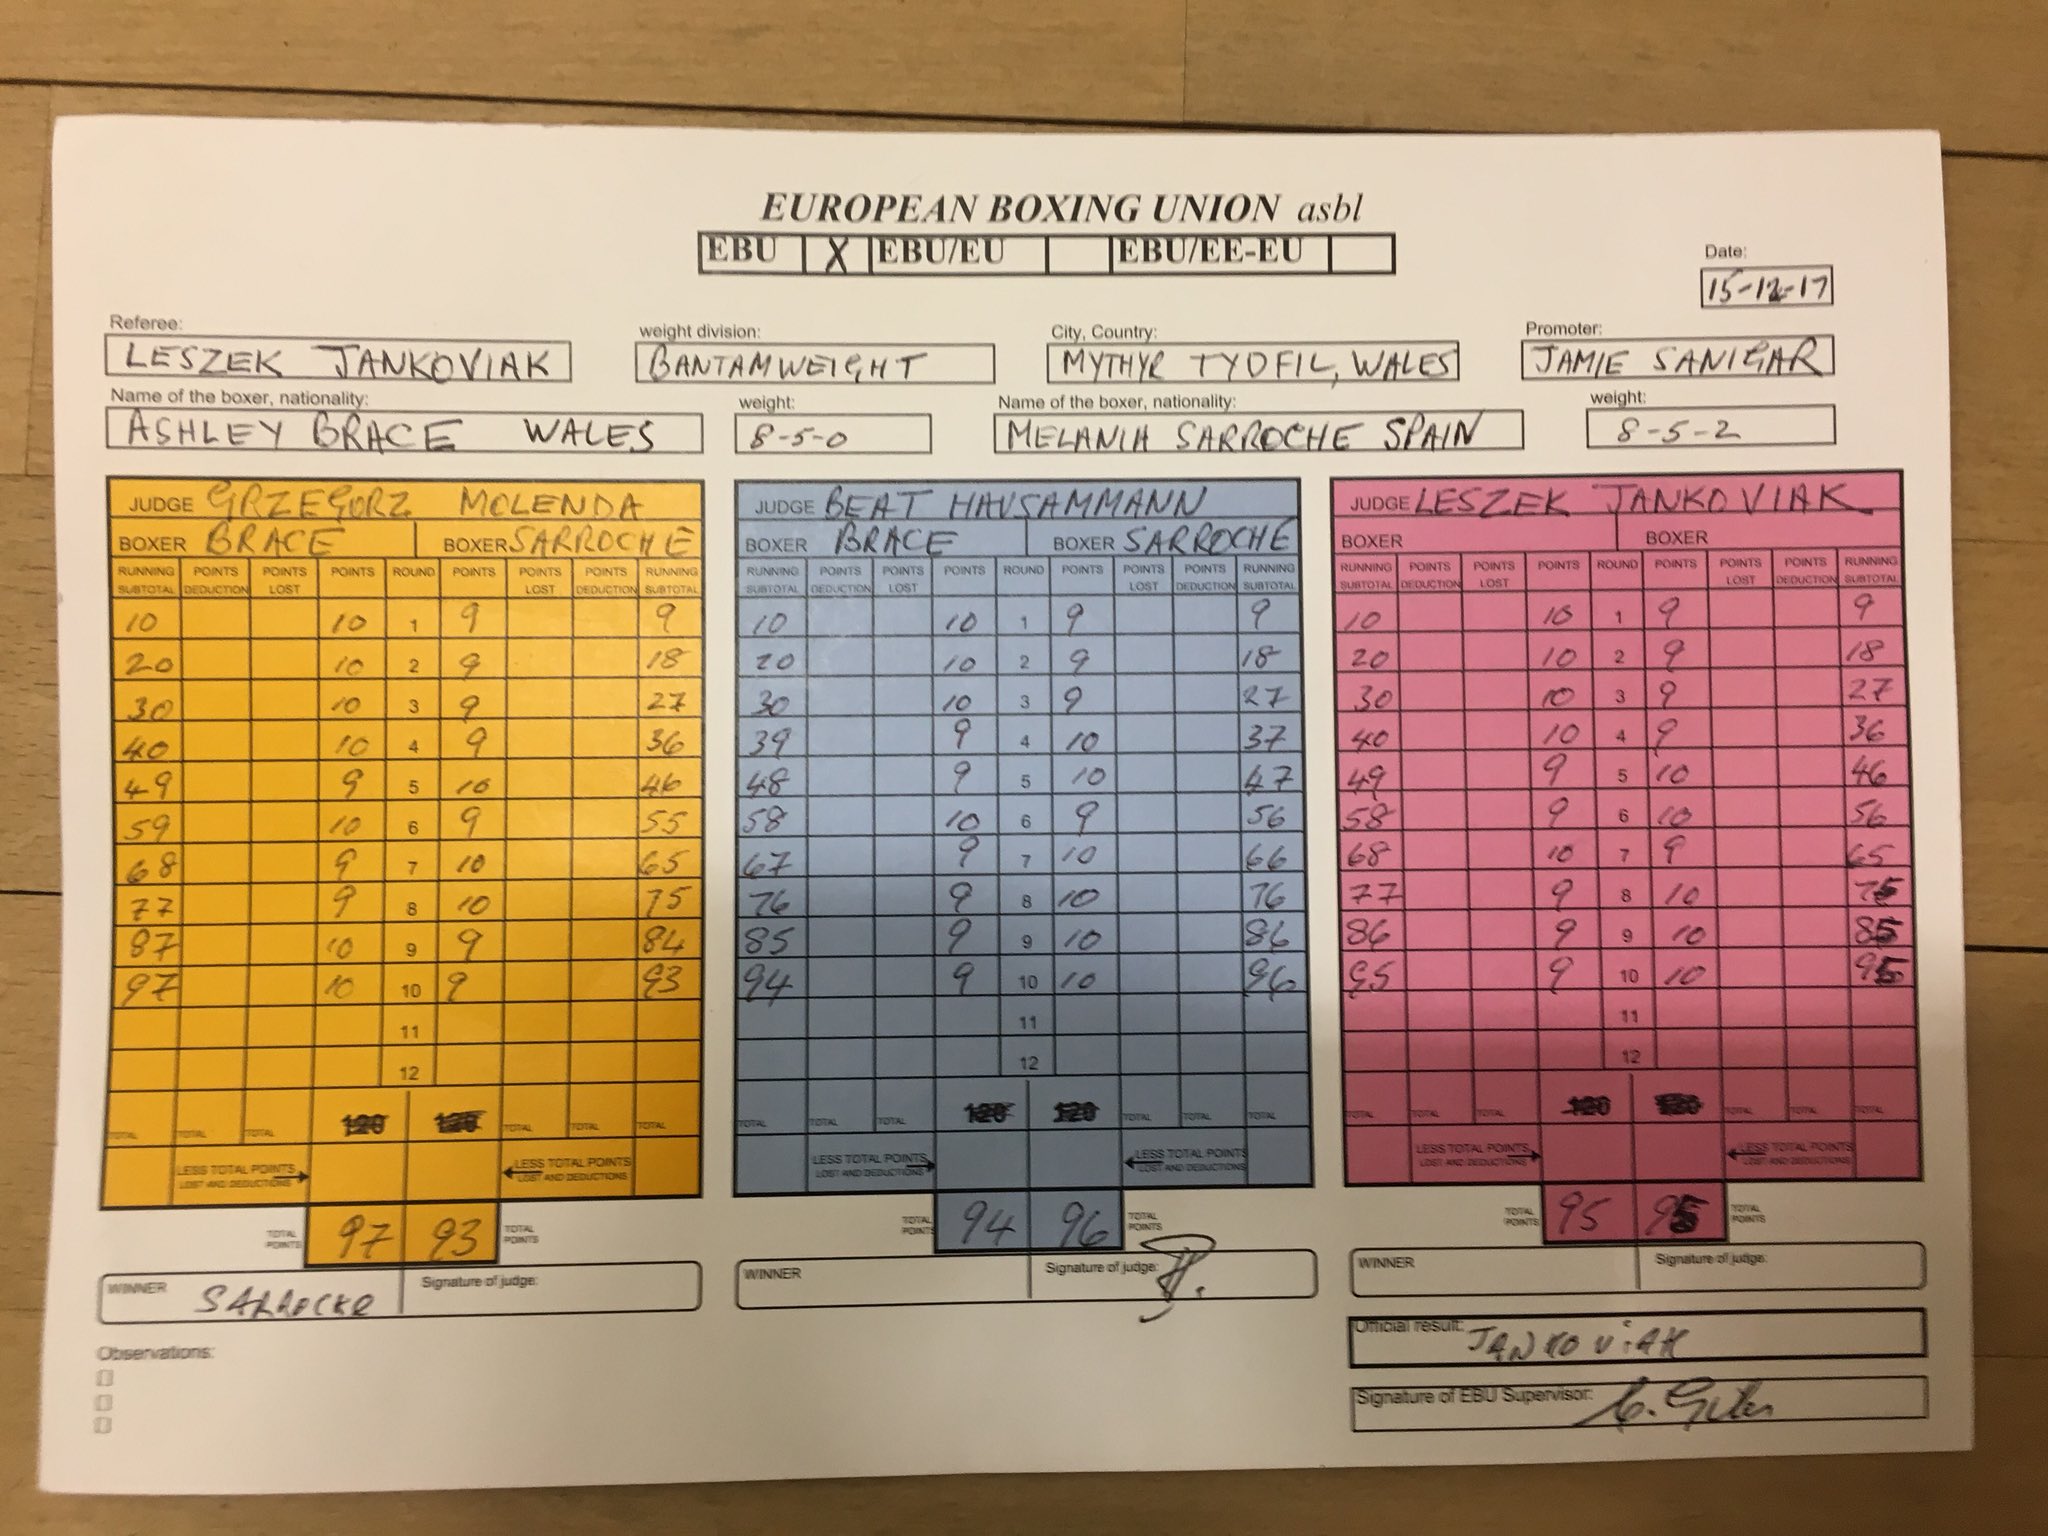 EUROPEAN BOXING UNION asbl
EBU X EBU/EU EBU/EE-EU
Date:
15-12-17
Referee: weight division: City, Country: Promoter:
LESZEK JANKOVIAK BANTAMWEIGHT MYTHYR TYDFIL, WALES JAMIE SANIGAR
Name of the boxer, nationality: weight: Name of the boxer, nationality: weight:
ASHLEY BRACE WALES 8-5-0 MELANIA SARROCHE SPAIN 8-5-2
JUDGE GRZEGORZ MOLENDA
BOXER BRACE BOXER SARROCHE
RUNNING SUBTOTAL POINTS DEDUCTION POINTS LOST POINTS ROUND POINTS POINTS LOST POINTS DEDUCTION RUNNING SUBTOTAL
10 10 1 9 9
20 10 2 9 18
30 10 3 9 27
40 10 4 9 36
49 9 5 10 46
59 10 6 9 55
68 9 7 10 65
77 9 8 10 75
87 10 9 9 84
97 10 10 9 93
11
12
TOTAL TOTAL TOTAL 120 120 TOTAL TOTAL TOTAL
LESS TOTAL POINTS LOST AND DEDUCTIONS LESS TOTAL POINTS LOST AND DEDUCTIONS
TOTAL POINTS 97 93 TOTAL POINTS
WINNER SARROCHE Signature of judge:
JUDGE BEAT HAUSAMMANN
BOXER BRACE BOXER SARROCHE
RUNNING SUBTOTAL POINTS DEDUCTION POINTS LOST POINTS ROUND POINTS POINTS LOST POINTS DEDUCTION RUNNING SUBTOTAL
10 10 1 9 9
20 10 2 9 18
30 10 3 9 27
39 9 4 10 37
48 9 5 10 47
58 10 6 9 56
67 9 7 10 66
76 9 8 10 76
85 9 9 10 86
94 9 10 10 96
11
12
TOTAL TOTAL TOTAL 120 120 TOTAL TOTAL TOTAL
LESS TOTAL POINTS LOST AND DEDUCTIONS LESS TOTAL POINTS LOST AND DEDUCTIONS
TOTAL POINTS 94 96 TOTAL POINTS
WINNER Signature of judge:
JUDGE LESZEK JANKOVIAK
BOXER BOXER
RUNNING SUBTOTAL POINTS DEDUCTION POINTS LOST POINTS ROUND POINTS POINTS LOST POINTS DEDUCTION RUNNING SUBTOTAL
10 10 1 9 9
20 10 2 9 18
30 10 3 9 27
40 10 4 9 36
49 9 5 10 46
58 9 6 10 56
68 10 7 9 65
77 9 8 10 75
86 9 9 10 85
95 9 10 10 95
11
12
TOTAL TOTAL TOTAL 120 120 TOTAL TOTAL TOTAL
LESS TOTAL POINTS LOST AND DEDUCTIONS LESS TOTAL POINTS LOST AND DEDUCTIONS
TOTAL POINTS 95 95 TOTAL POINTS
WINNER Signature of judge:
Official result: JANKOVIAK
Signature of EBU Supervisor:
Observations: